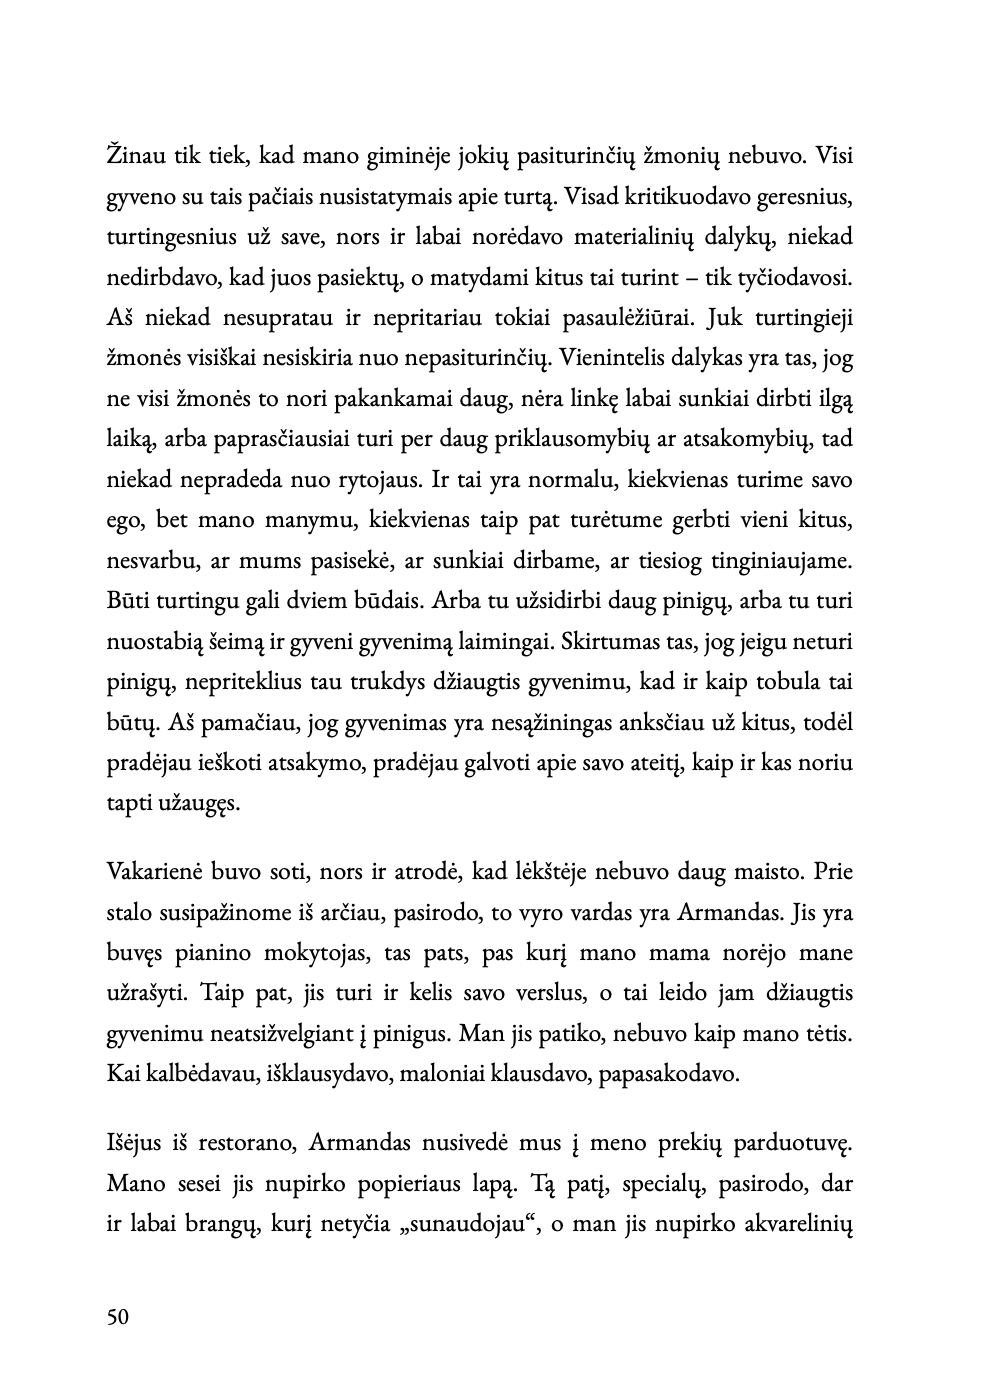 Žinau tik tiek, kad mano giminėje jokių pasiturinčių žmonių nebuvo. Visi
gyveno su tais pačiais nusistatymais apie turtą. Visad kritikuodavo geresnius,
turtingesnius už save, nors ir labai norėdavo materialinių dalykų, niekad
nedirbdavo, kad juos pasiektų, o matydami kitus tai turint – tik tyčiodavosi.
Aš niekad nesupratau ir nepritariau tokiai pasaulėžiūrai. Juk turtingieji
žmonės visiškai nesiskiria nuo nepasiturinčių. Vienintelis dalykas yra tas, jog
ne visi žmonės to nori pakankamai daug, nėra linkę labai sunkiai dirbti ilgą
laiką, arba paprasčiausiai turi per daug priklausomybių ar atsakomybių, tad
niekad nepradeda nuo rytojaus. Ir tai yra normalu, kiekvienas turime savo
ego, bet mano manymu, kiekvienas taip pat turėtume gerbti vieni kitus,
nesvarbu, ar mums pasisekė, ar sunkiai dirbame, ar tiesiog tinginiaujame.
Būti turtingu gali dviem būdais. Arba tu užsidirbi daug pinigų, arba tu turi
nuostabią šeimą ir gyveni gyvenimą laimingai. Skirtumas tas, jog jeigu neturi
pinigų, nepriteklius tau trukdys džiaugtis gyvenimu, kad ir kaip tobula tai
būtų. Aš pamačiau, jog gyvenimas yra nesąžiningas anksčiau už kitus, todėl
pradėjau ieškoti atsakymo, pradėjau galvoti apie savo ateitį, kaip ir kas noriu
tapti užaugęs.
Vakarienė buvo soti, nors ir atrodė, kad lėkštėje nebuvo daug maisto. Prie
stalo susipažinome iš arčiau, pasirodo, to vyro vardas yra Armandas. Jis yra
buvęs pianino mokytojas, tas pats, pas kurį mano mama norėjo mane
užrašyti. Taip pat, jis turi ir kelis savo verslus, o tai leido jam džiaugtis
gyvenimu neatsižvelgiant į pinigus. Man jis patiko, nebuvo kaip mano tėtis.
Kai kalbėdavau, išklausydavo, maloniai klausdavo, papasakodavo.
Išėjus iš restorano, Armandas nusivedė mus į meno prekių parduotuvę.
Mano sesei jis nupirko popieriaus lapą. Tą patį, specialų, pasirodo, dar
ir labai brangų, kurį netyčia „sunaudojau“, o man jis nupirko akvarelinių
50